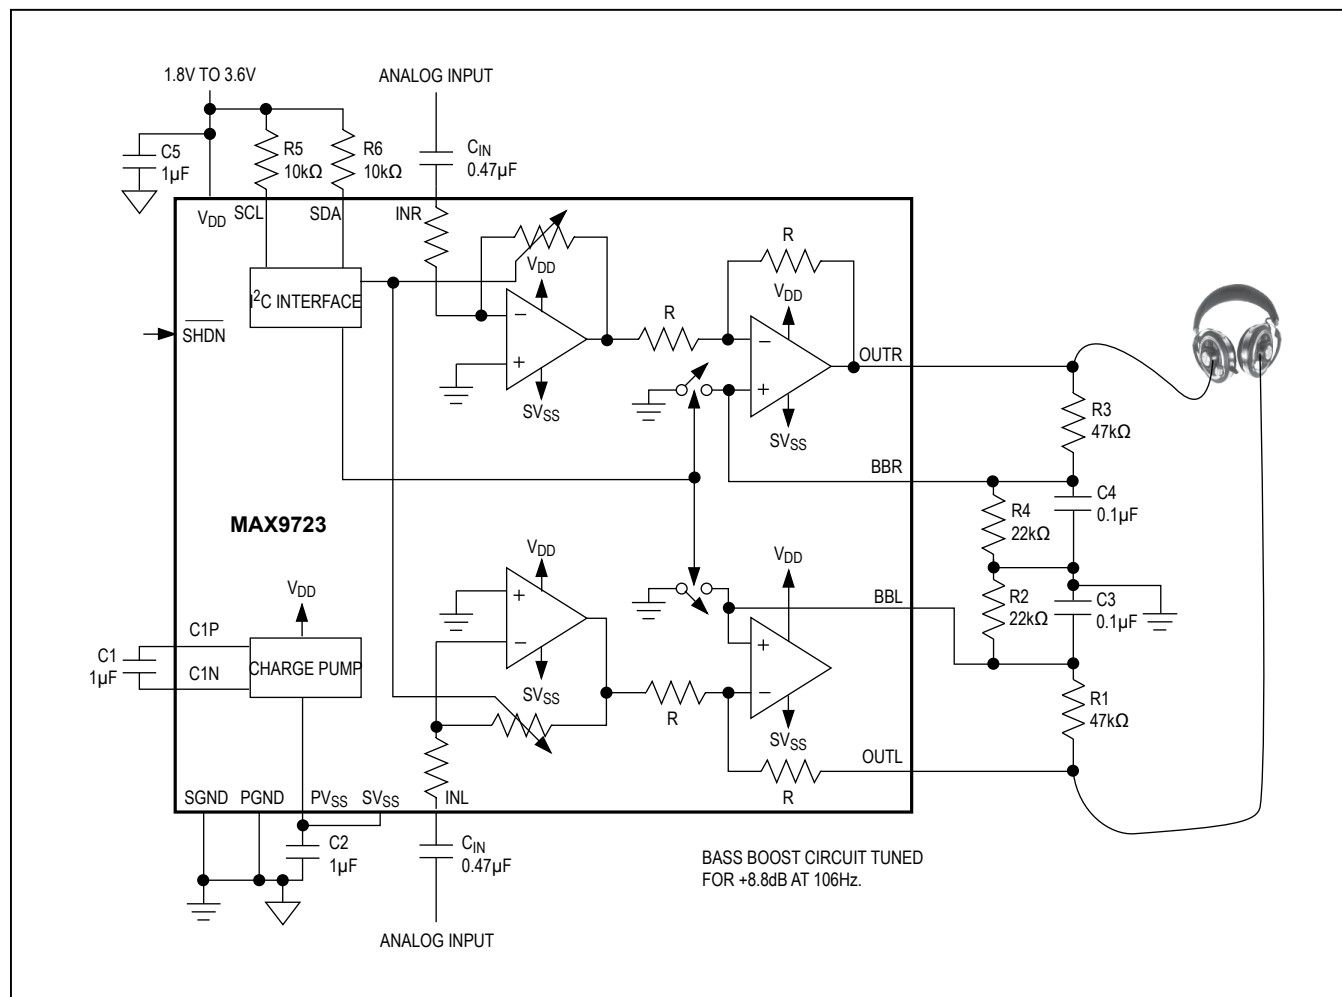 1.8V TO 3.6V
ANALOG INPUT
C5
1µF
R5
10kΩ
R6
10kΩ
CIN
0.47µF
VDD
SCL
SDA
INR
R
VDD
VDD
I2C INTERFACE
R
SHDN
−
+
−
+
OUTR
SVSS
SVSS
R3
47kΩ
BBR
C4
0.1µF
R4
22kΩ
MAX9723
VDD
VDD
VDD
BBL
R2
22kΩ
C3
0.1µF
+
−
C1P
C1
1µF
C1N
CHARGE PUMP
+
−
SVSS
R
SVSS
R1
47kΩ
OUTL
R
SGND
PGND
PVSS
SVSS
INL
C2
1µF
CIN
0.47µF
BASS BOOST CIRCUIT TUNED
FOR +8.8dB AT 106Hz.
ANALOG INPUT